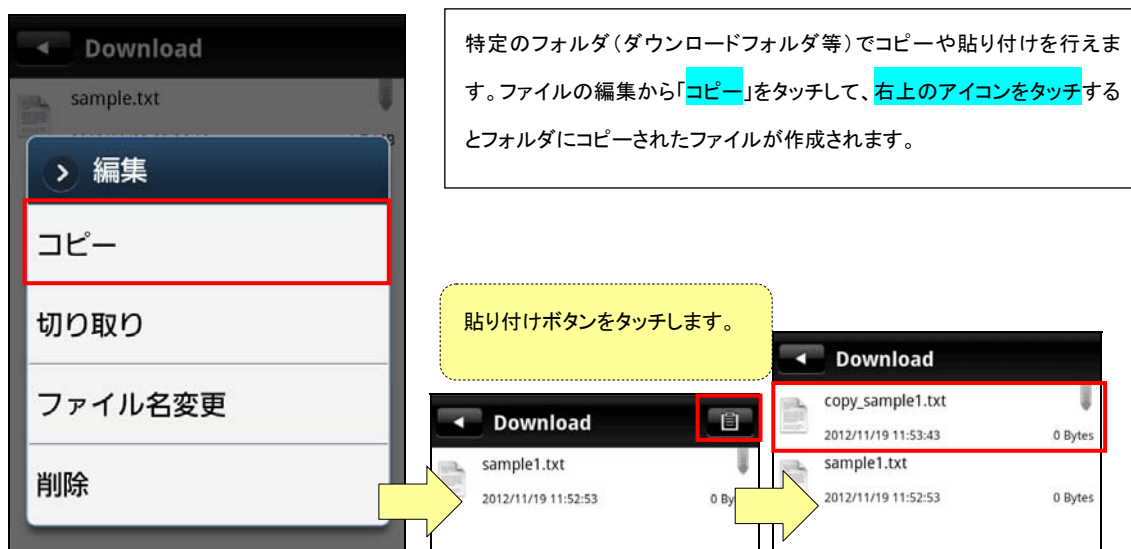 Download
sample.txt
編集
コピー
切り取り
ファイル名変更
削除
特定のフォルダ(ダウンロードフォルダ等)でコピーや貼り付けを行えま
す。ファイルの編集から「コピー」をタッチして、右上のアイコンをタッチする
とフォルダにコピーされたファイルが作成されます。
貼り付けボタンをタッチします。
Download
sample1.txt
2012/11/19 11:52:53
0 By
Download
copy_sample1.txt
2012/11/19 11:53:43 0 Bytes
sample1.txt
2012/11/19 11:52:53 0 Bytes